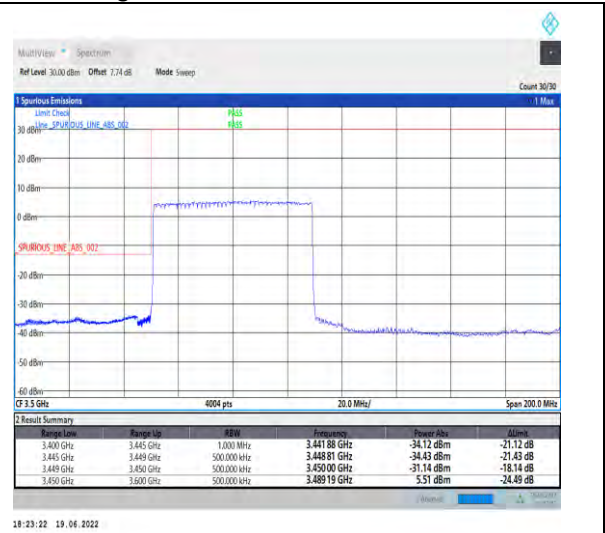 MultiView Spectrum
Ref Level 30.00 dBm Offset 7.74 dB Mode Sweep
Count 30/30
1 Spurious Emissions 1 Max
Limit Check PASS
Line _SPURIOUS_LINE_ABS_002 PASS
30 dBm
20 dBm
10 dBm
0 dBm
_SPURIOUS_LINE_ABS_002
-20 dBm
-30 dBm
-40 dBm
-50 dBm
-60 dBm
CF 3.5 GHz 4004 pts 20.0 MHz/ Span 200.0 MHz
2 Result Summary
Range Low Range Up RBW Frequency Power Abs ΔLimit
3.400 GHz 3.445 GHz 1.000 MHz 3.44188 GHz -34.12 dBm -21.12 dB
3.445 GHz 3.449 GHz 500.000 kHz 3.44881 GHz -34.43 dBm -21.43 dB
3.449 GHz 3.450 GHz 500.000 kHz 3.45000 GHz -31.14 dBm -18.14 dB
3.450 GHz 3.600 GHz 500.000 kHz 3.48919 GHz 5.51 dBm -24.49 dB
18:23:22 19.06.2022